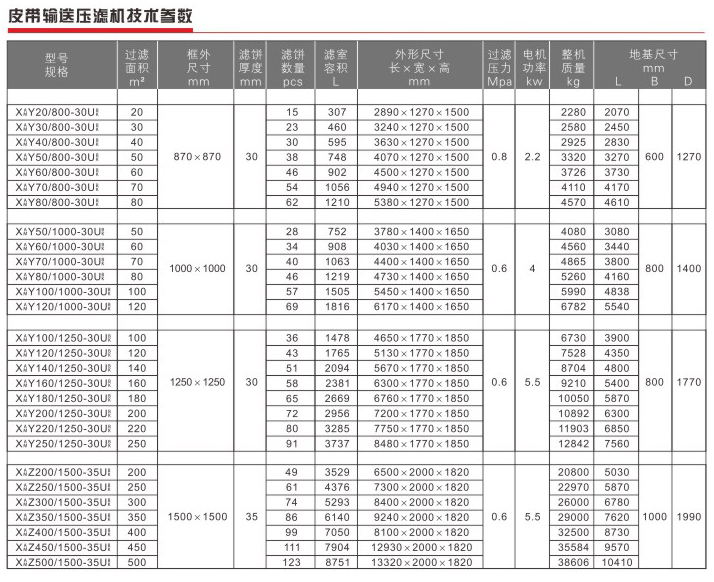 皮带输送压滤机技术参数
型号 规格 过滤面积 m² 框外尺寸 mm 滤饼厚度 mm 滤饼数量 pcs 滤室容积 L 外形尺寸 长×宽×高 mm 过滤压力 Mpa 电机功率 kw 整机质量 kg 地基尺寸 mm L B D
X Y20/800-30U 20 15 307 2890×1270×1500 2280 2070
X Y30/800-30U 30 23 460 3240×1270×1500 2580 2450
X Y40/800-30U 40 30 595 3630×1270×1500 2925 2830
X Y50/800-30U 50 870×870 30 38 748 4070×1270×1500 0.8 2.2 3320 3270 600 1270
X Y60/800-30U 60 46 902 4500×1270×1500 3726 3730
X Y70/800-30U 70 54 1056 4940×1270×1500 4110 4170
X Y80/800-30U 80 62 1210 5380×1270×1500 4570 4610
X Y50/1000-30U 50 28 752 3780×1400×1650 4080 3080
X Y60/1000-30U 60 34 908 4030×1400×1650 4560 3440
X Y70/1000-30U 70 1000×1000 30 40 1063 4400×1400×1650 0.6 4 4865 3800 800 1400
X Y80/1000-30U 80 46 1219 4730×1400×1650 5260 4160
X Y100/1000-30U 100 57 1505 5450×1400×1650 5990 4838
X Y120/1000-30U 120 69 1816 6170×1400×1650 6782 5540
X Y100/1250-30U 100 36 1478 4650×1770×1850 6730 3900
X Y120/1250-30U 120 43 1765 5130×1770×1850 7528 4350
X Y140/1250-30U 140 51 2094 5670×1770×1850 8704 4800
X Y160/1250-30U 160 1250×1250 30 58 2381 6300×1770×1850 0.6 5.5 9210 5400 800 1770
X Y180/1250-30U 180 65 2669 6760×1770×1850 10050 5870
X Y200/1250-30U 200 72 2956 7200×1770×1850 10892 6300
X Y220/1250-30U 220 80 3285 7750×1770×1850 11903 6850
X Y250/1250-30U 250 91 3737 8480×1770×1850 12842 7560
X Z200/1500-35U 200 49 3529 6500×2000×1820 20800 5030
X Z250/1500-35U 250 61 4376 7300×2000×1820 22970 5870
X Z300/1500-35U 300 74 5293 8400×2000×1820 26000 6780
X Z350/1500-35U 350 1500×1500 35 86 6140 9240×2000×1820 0.6 5.5 29000 7620 1000 1990
X Z400/1500-35U 400 99 7050 8100×2000×1820 32500 8730
X Z450/1500-35U 450 111 7904 12930×2000×1820 35584 9570
X Z500/1500-35U 500 123 8751 13320×2000×1820 38606 10410